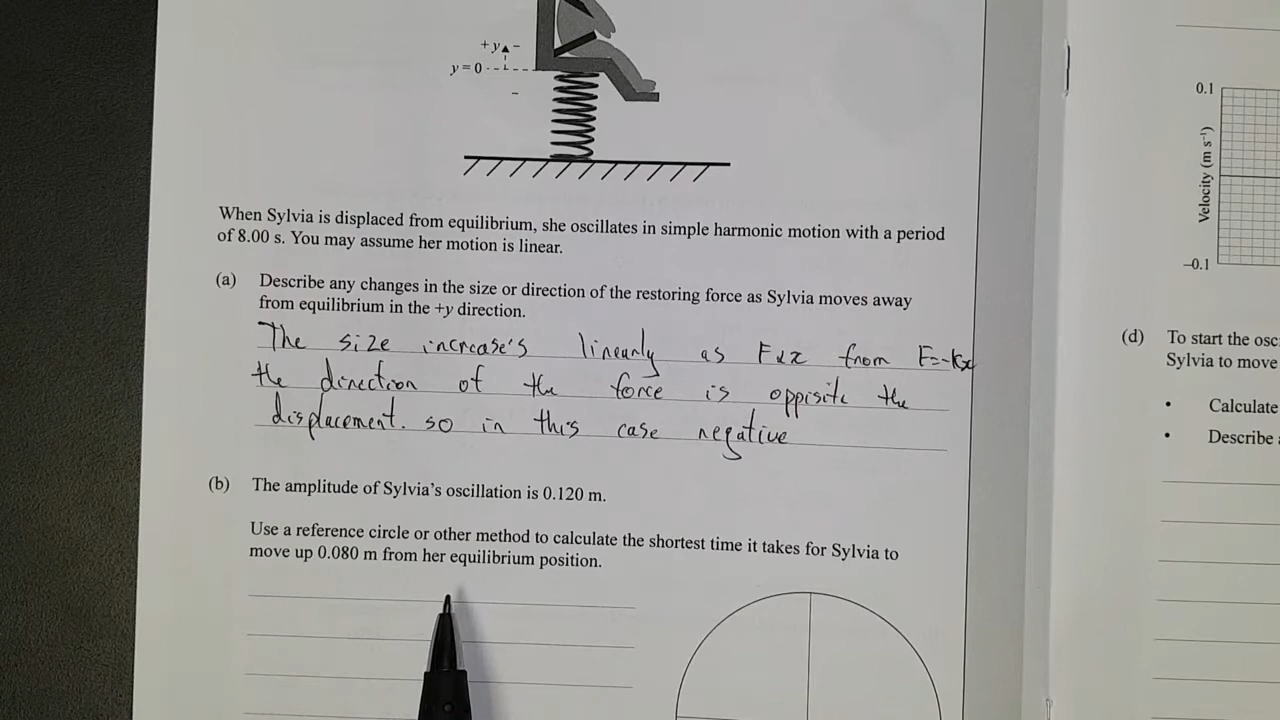 +y
y = 0
When Sylvia is displaced from equilibrium, she oscillates in simple harmonic motion with a period
of 8.00 s. You may assume her motion is linear.
(a) Describe any changes in the size or direction of the restoring force as Sylvia moves away
from equilibrium in the +y direction.
The size increase's linearly as F∝x from F=-kx
the direction of the force is oppisite the
displacement. so in this case negative
(b) The amplitude of Sylvia's oscillation is 0.120 m.
Use a reference circle or other method to calculate the shortest time it takes for Sylvia to
move up 0.080 m from her equilibrium position.
0.1
Velocity (m s⁻¹)
–0.1
(d) To start the
Sylvia to move
• Calculate
• Describe